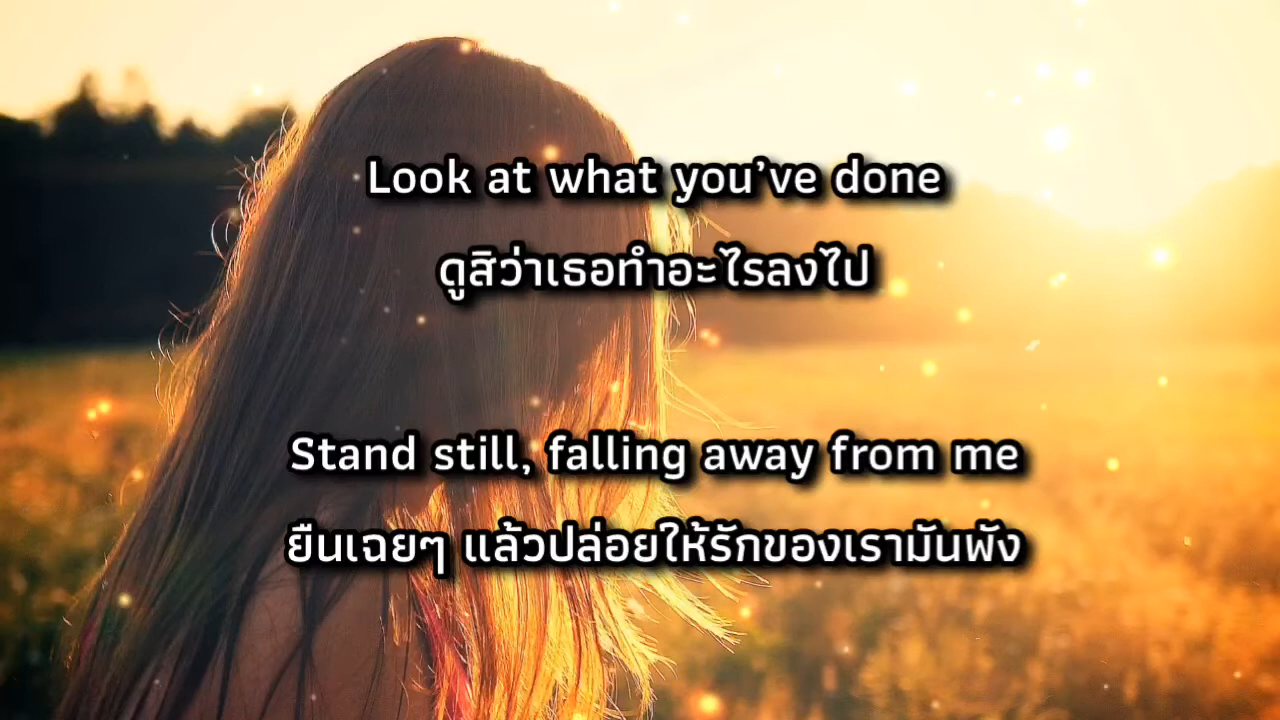 Look at what you’ve done
ดูสิว่าเธอทำอะไรลงไป
Stand still, falling away from me
ยืนเฉยๆ แล้วปล่อยให้รักของเรามันพัง